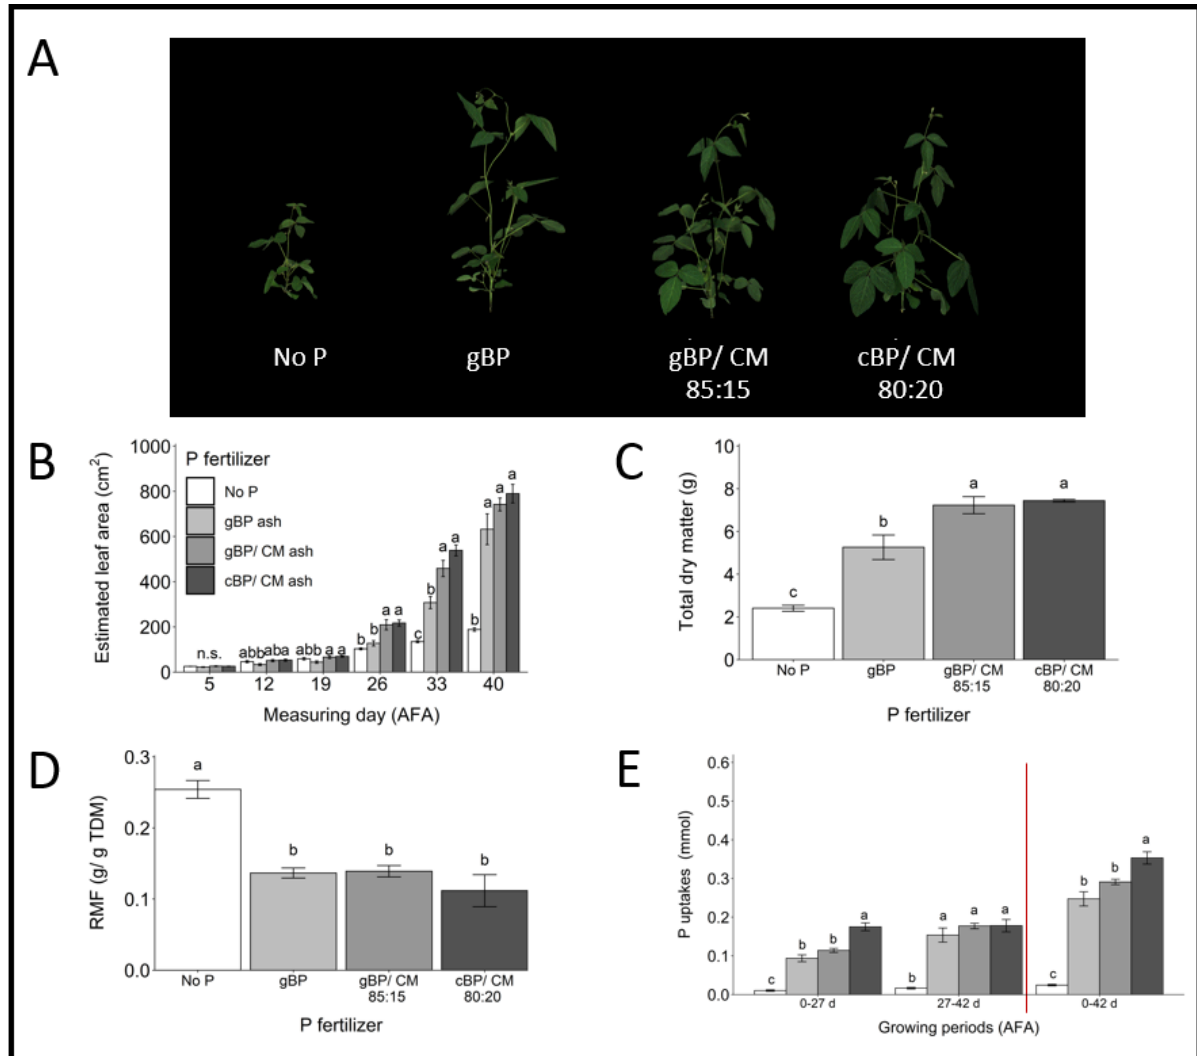 A
No P
gBP
gBP/ CM
85:15
cBP/ CM
80:20
B
Estimated leaf area (cm²)
1000
800
600
400
200
0
P fertilizer
No P
gBP ash
gBP/ CM ash
cBP/ CM ash
n.s.
abb aba
abb a a
b b a a
c b a a
b a a a
5 12 19 26 33 40
Measuring day (AFA)
C
Total dry matter (g)
10
8
6
4
2
0
c b a a
No P gBP gBP/ CM cBP/ CM
85:15 80:20
P fertilizer
D
RMF (g/ g TDM)
0.3
0.2
0.1
0.0
a b b b
No P gBP gBP/ CM cBP/ CM
85:15 80:20
P fertilizer
E
P uptakes (mmol)
0.6
0.5
0.4
0.3
0.2
0.1
0.0
c b b a
b a a a
c b b a
0-27 d 27-42 d 0-42 d
Growing periods (AFA)